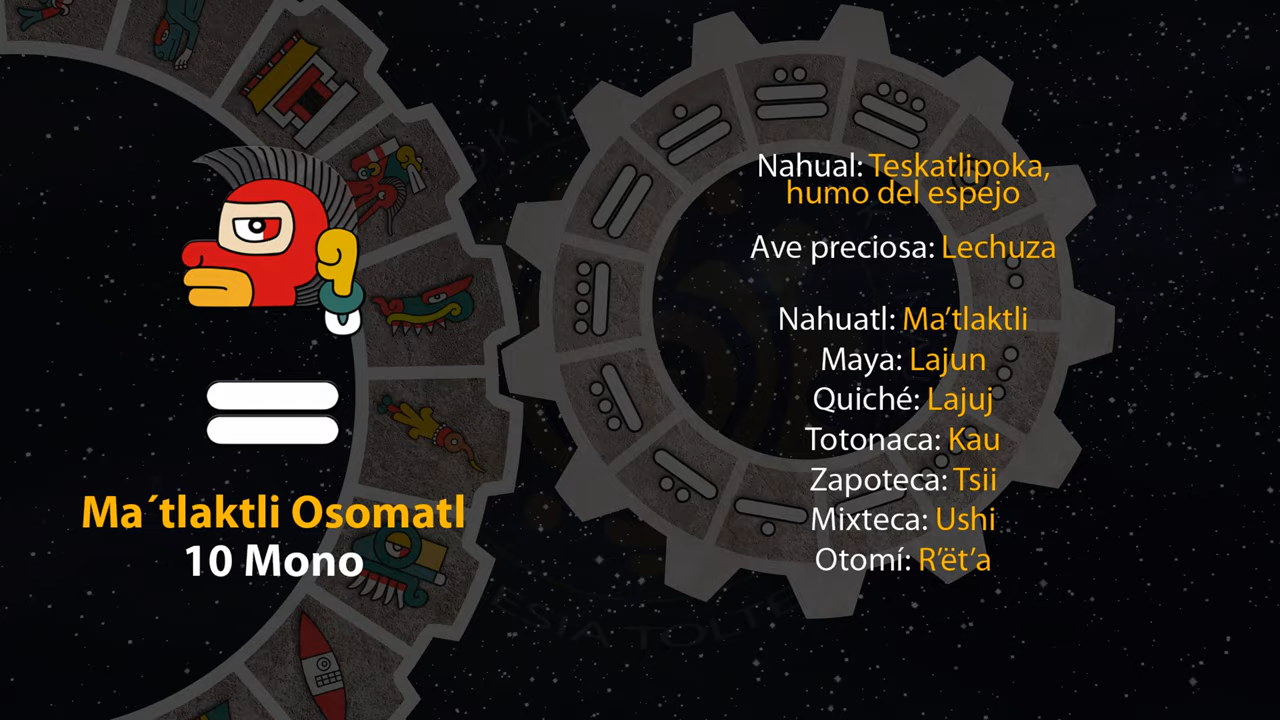 Ma´tlaktli Osomatl
10 Mono
Nahual: Teskatlipoka,
humo del espejo
Ave preciosa: Lechuza
Nahuatl: Ma’tlaktli
Maya: Lajun
Quiché: Lajuj
Totonaca: Kau
Zapoteca: Tsii
Mixteca: Ushi
Otomí: R’ët’a